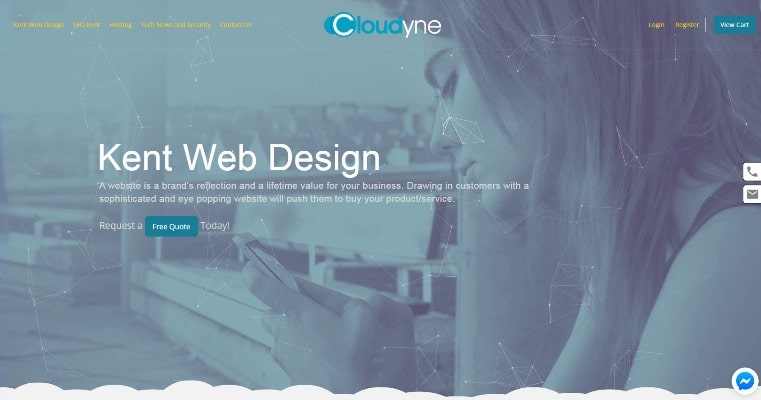 Kent Web Design SEO Kent Hosting Tech News and Security Contact Us Cloudyne Login Register View Cart
Kent Web Design
"A website is a brand's reflection and a lifetime value for your business. Drawing in customers with a
sophisticated and eye popping website will push them to buy your product/service.
Request a Free Quote Today!